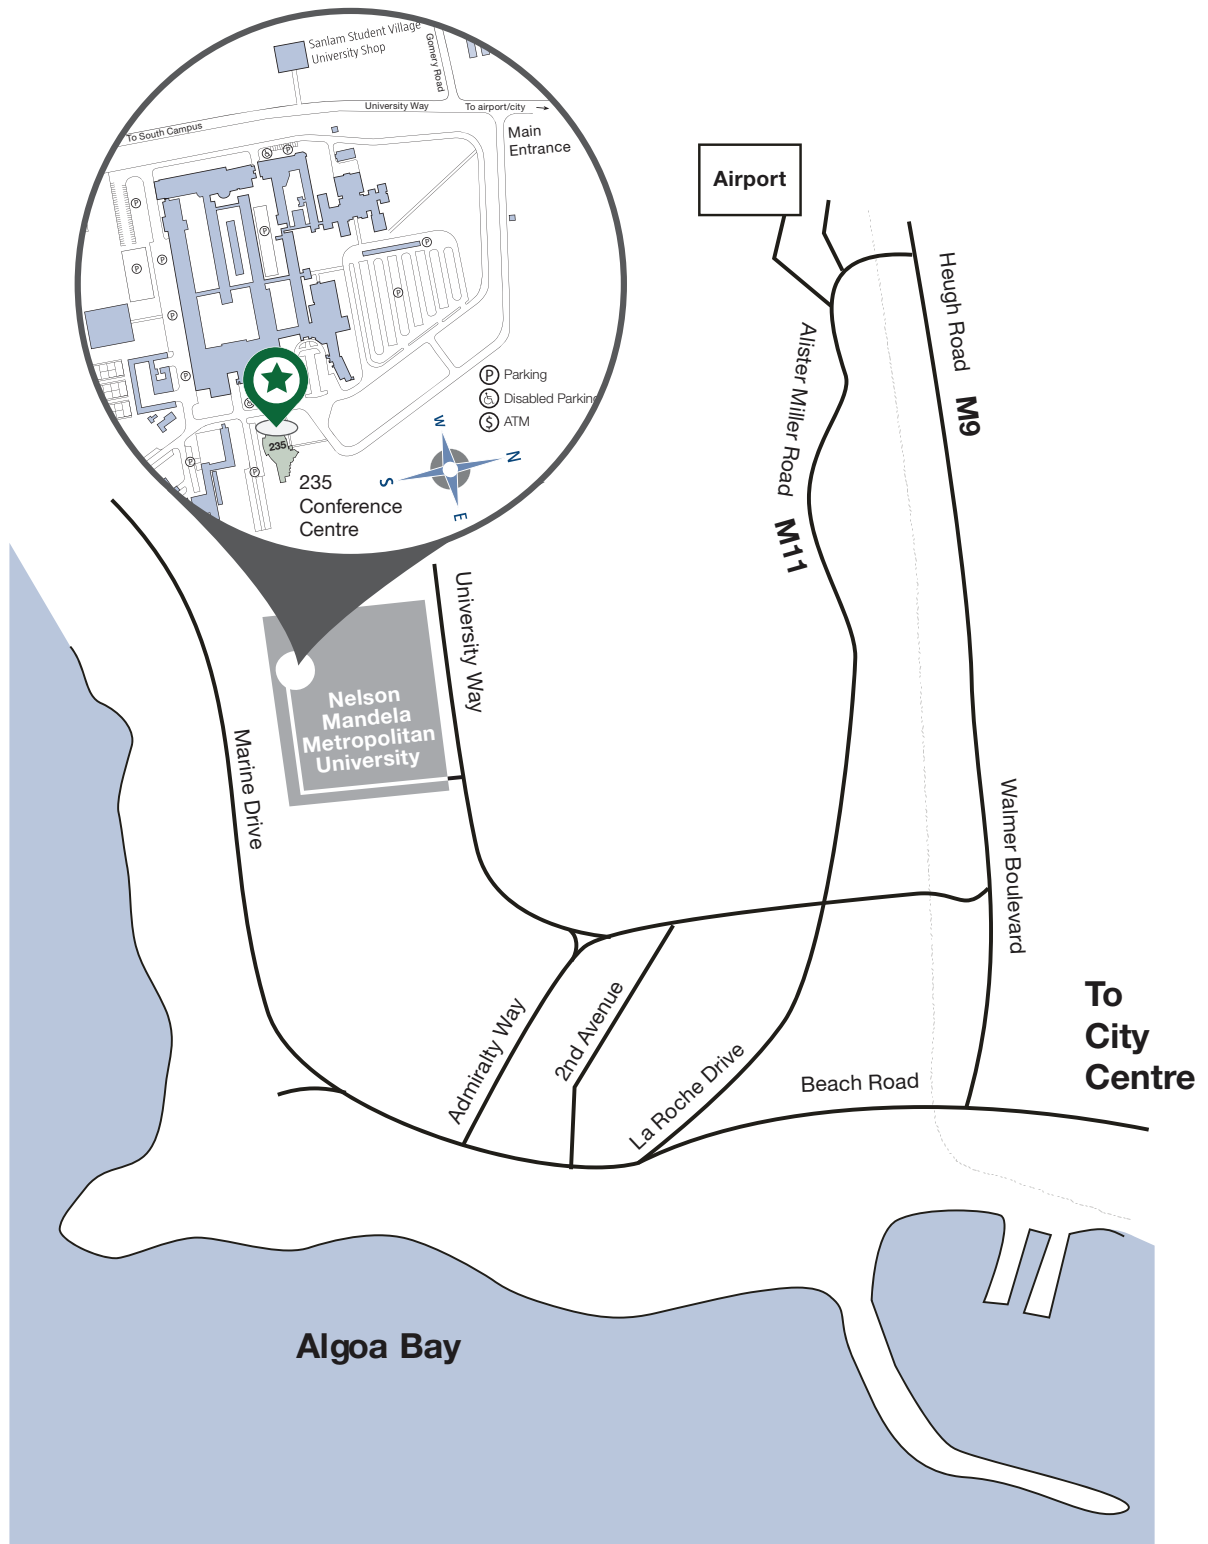 Sanlam Student Village
University Shop
Gomery Road
University Way
To airport/city
To South Campus
Main
Entrance
P
P
P
P
P
P
P
P
P
P
P
P
P Parking
Disabled Parking
$ ATM
235
235
Conference
Centre
W
N
S
E
Airport
Heugh Road
M9
Alister Miller Road
M11
University Way
Nelson
Mandela
Metropolitan
University
Marine Drive
Walmer Boulevard
To
City
Centre
Admiralty Way
2nd Avenue
La Roche Drive
Beach Road
Algoa Bay